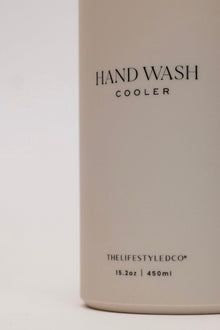 HAND WASH
COOLER
THELIFESTYLEDCO®
15.2oz | 450ml